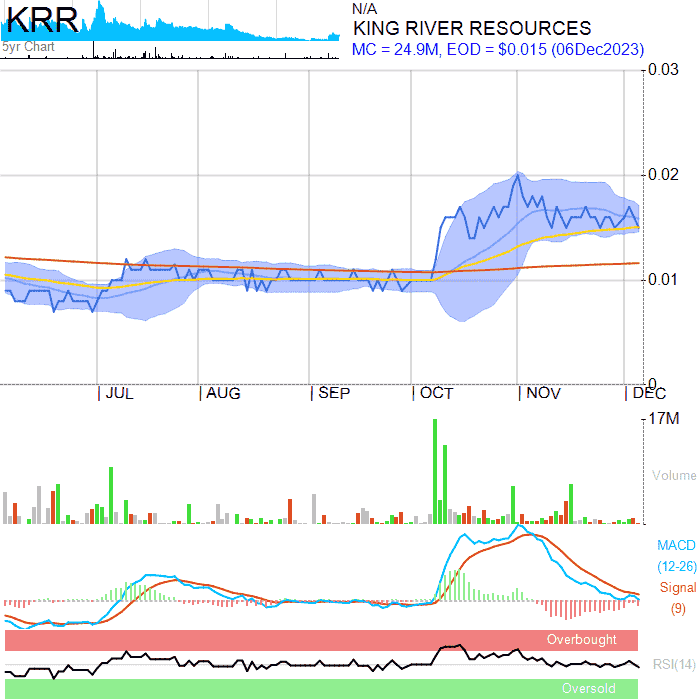 KRR
5yr Chart
N/A
KING RIVER RESOURCES
MC = 24.9M, EOD = $0.015 (06Dec2023)
0.03
0.02
0.01
0
JUL AUG SEP OCT NOV DEC
17M
Volume
MACD
(12-26)
Signal
(9)
Overbought
RSI(14)
Oversold